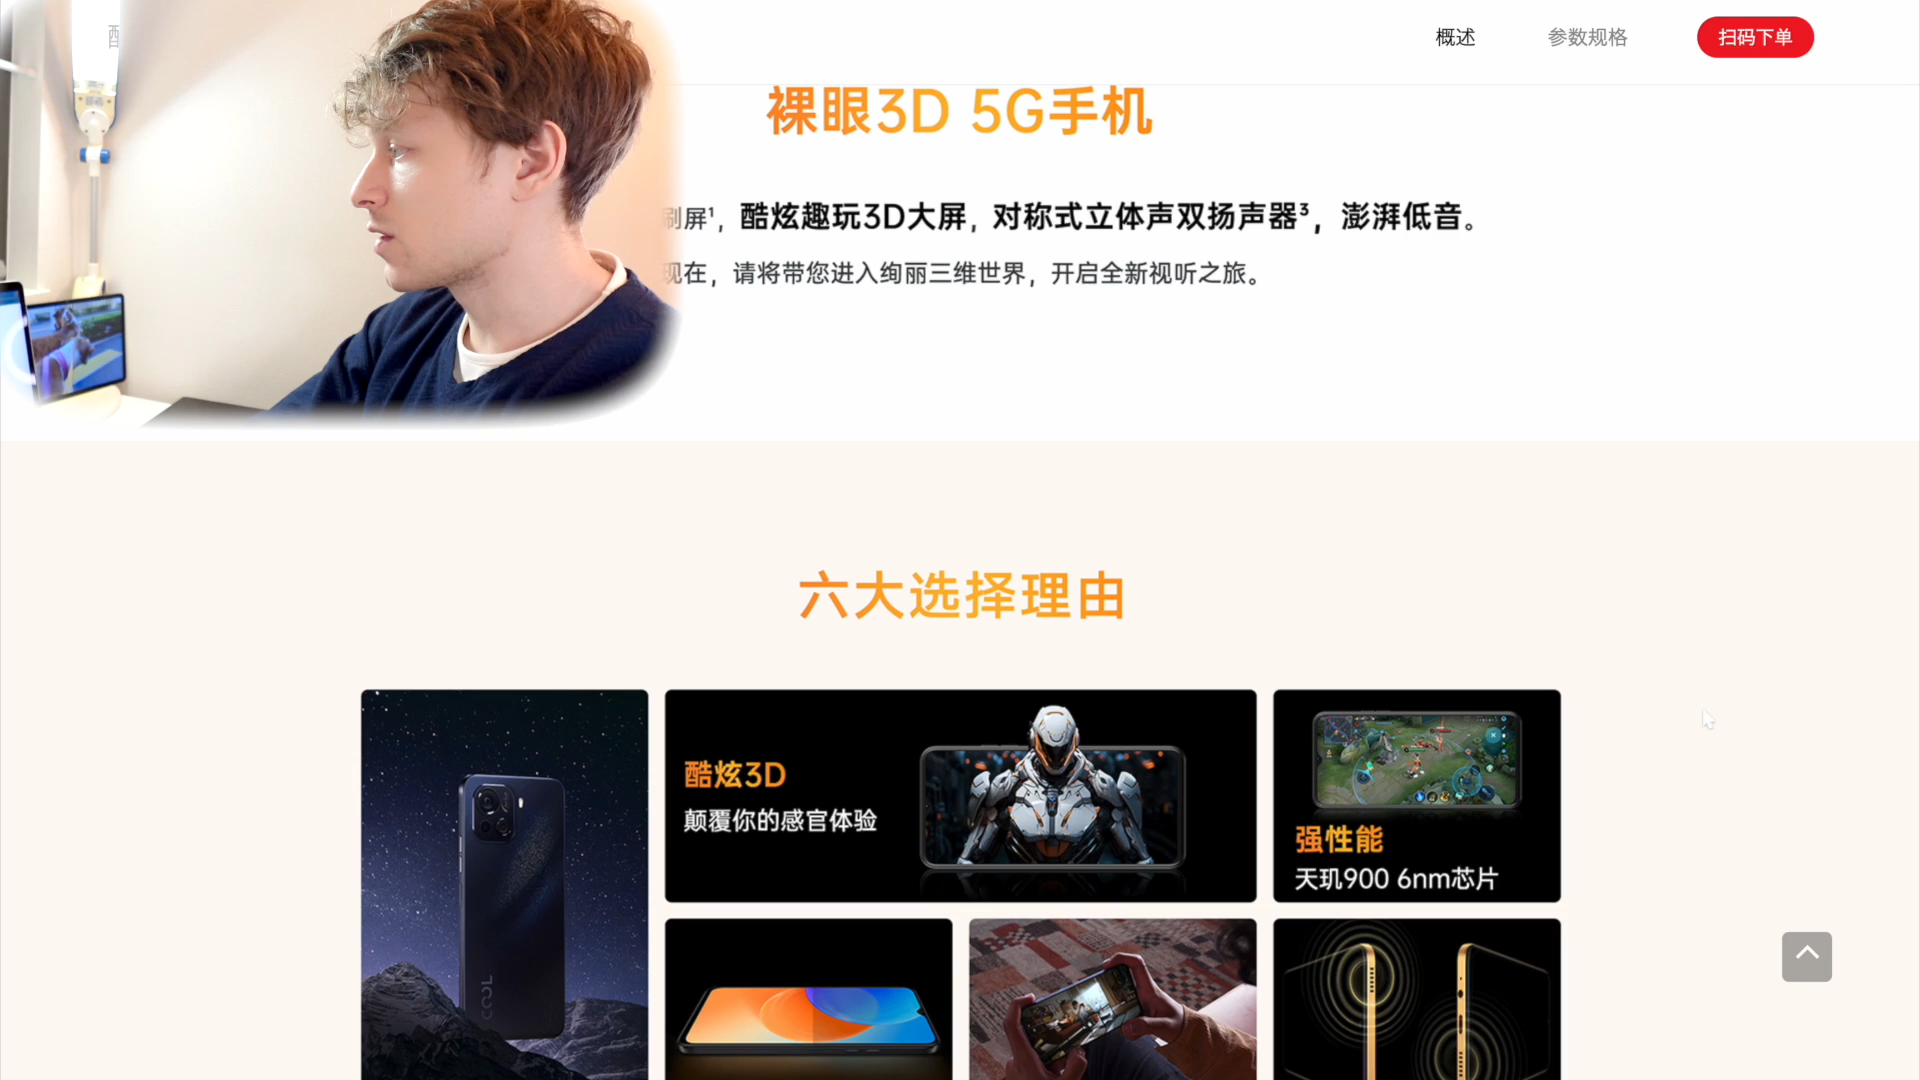 概述
参数规格
扫码下单
裸眼3D 5G手机
刷屏¹，酷炫趣玩3D大屏，对称式立体声双扬声器³，澎湃低音。
现在，请将带您进入绚丽三维世界，开启全新视听之旅。
六大选择理由
酷炫3D
颠覆你的感官体验
强性能
天玑900 6nm芯片
COOL